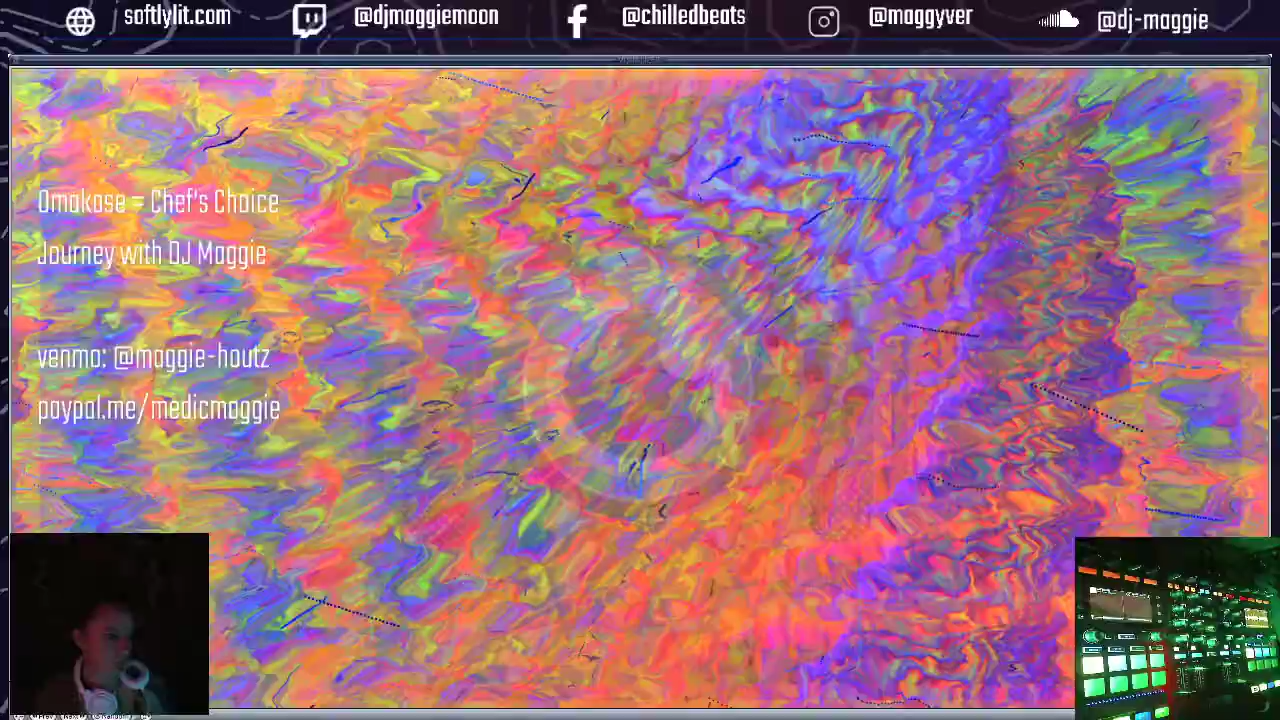 softlylit.com
@djmaggiemoon
@chilledbeats
@maggyver
@dj-maggie
Omakase = Chef's Choice
Journey with DJ Maggie
venmo: @maggie-houtz
paypal.me/medicmaggie